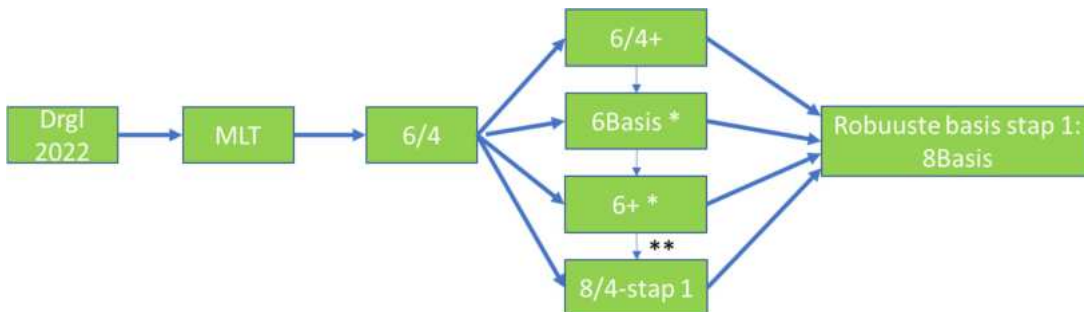 Drgl
2022
MLT
6/4
6/4+
6Basis *
6+ *
**
8/4-stap 1
Robuuste basis stap 1:
8Basis